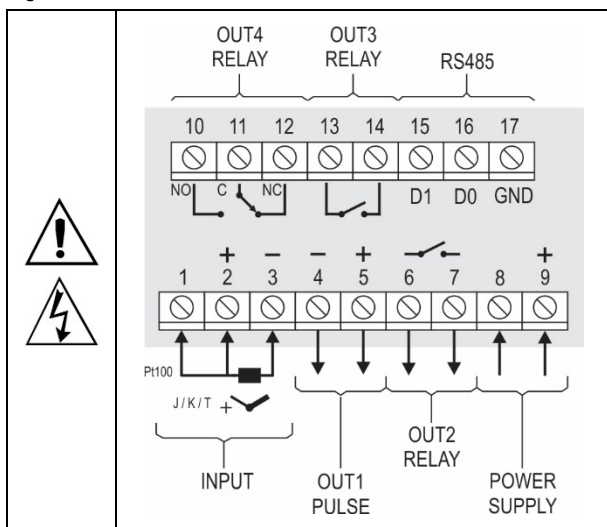 OUT4 OUT3
RELAY RELAY RS485
10 11 12 13 14 15 16 17
NO C NC D1 D0 GND
+ − − + +
1 2 3 4 5 6 7 8 9
Pt100
J/K/T +
OUT2
RELAY
INPUT OUT1 POWER
PULSE SUPPLY